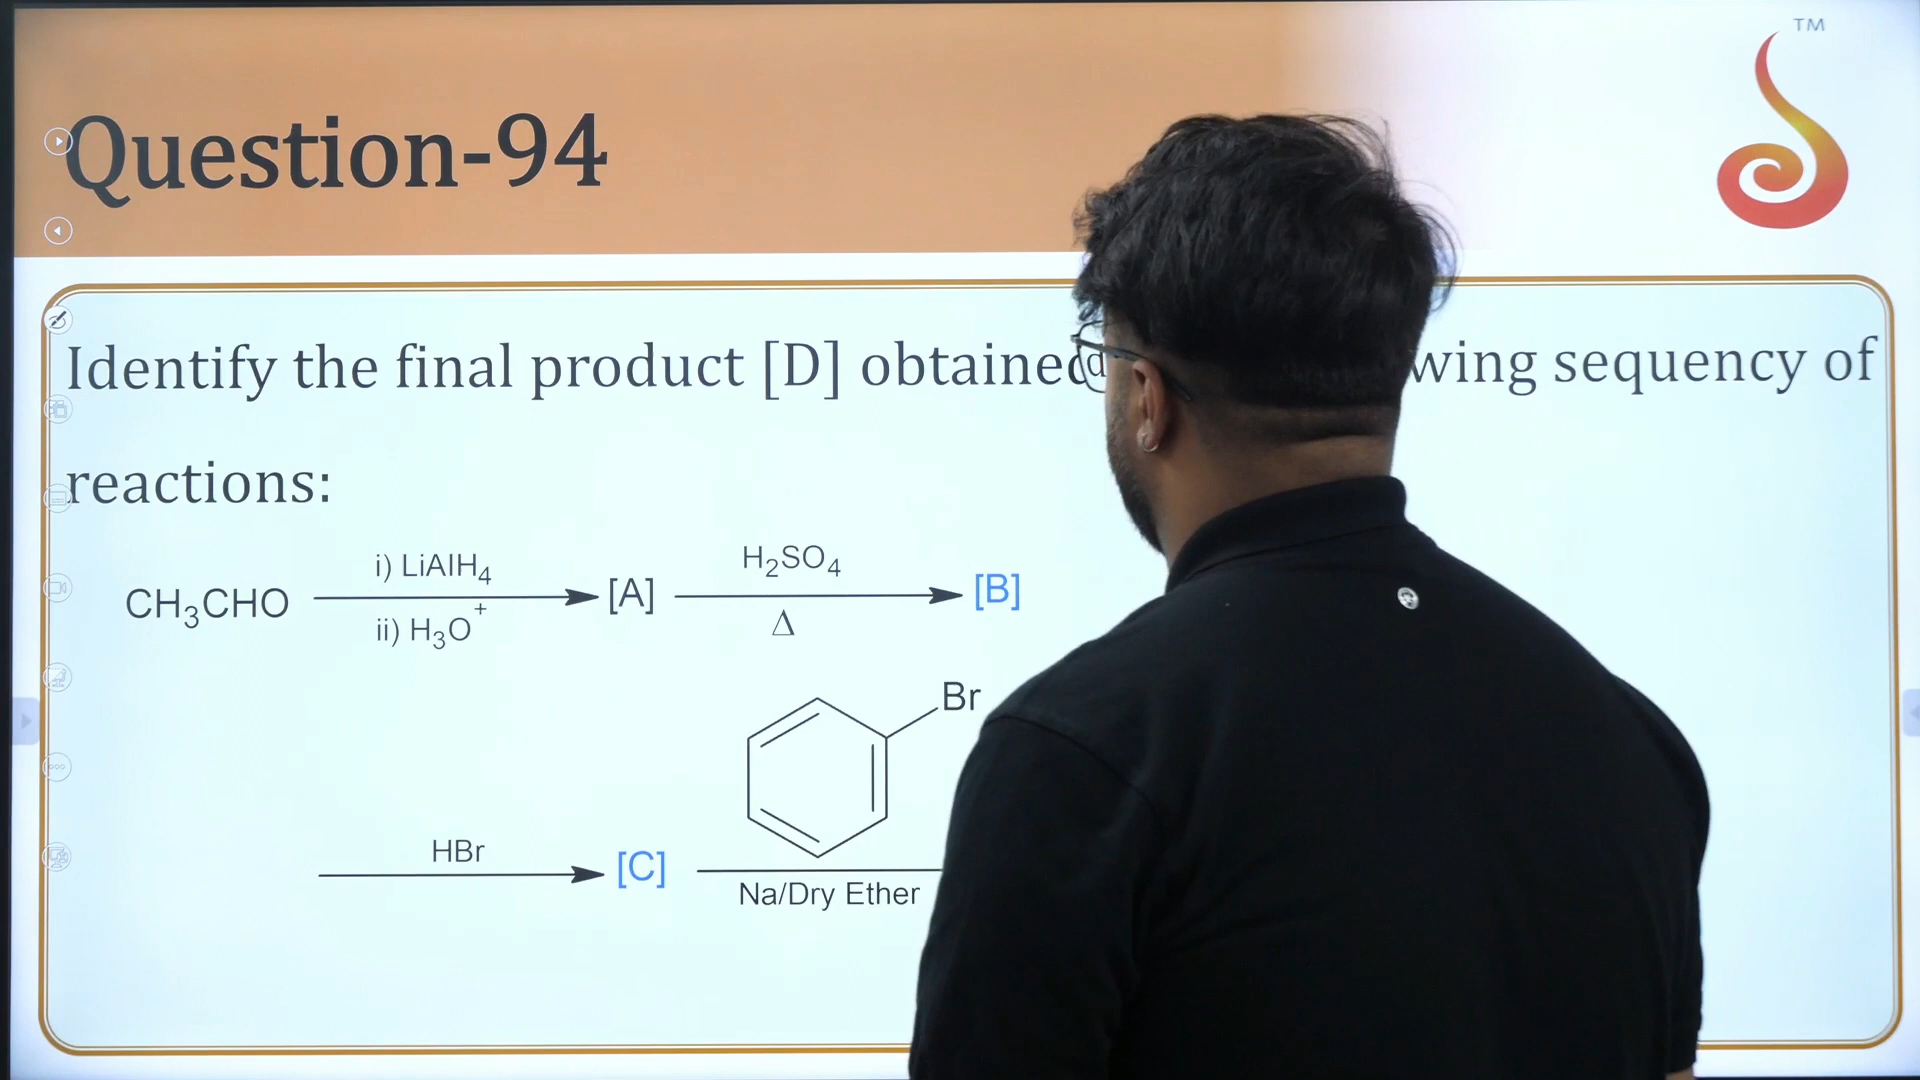 TM
Question-94
Identify the final product [D] obtained wing sequency of
reactions:
CH₃CHO i) LiAlH₄ ii) H₃O⁺ [A] H₂SO₄ Δ [B]
Br
HBr [C] Na/Dry Ether